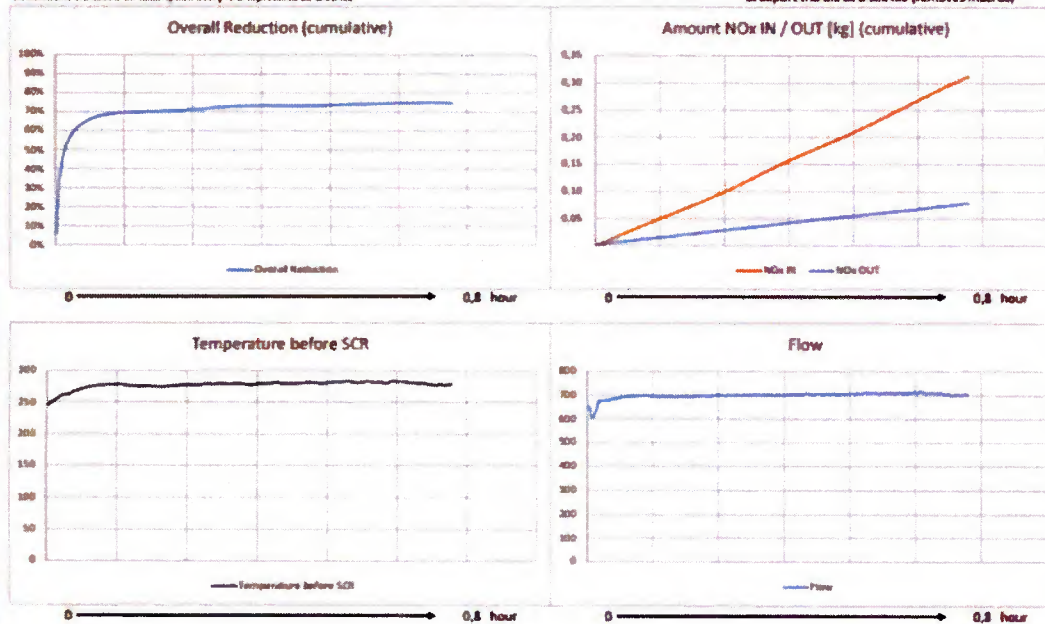 Overall Reduction (cumulative)
100%
90%
80%
70%
60%
50%
40%
30%
20%
10%
0%
Overall Reduction
0 0,8 hour
Amount NOx IN / OUT [kg] (cumulative)
0,35
0,30
0,25
0,20
0,15
0,10
0,05
NOx IN NOx OUT
0 0,8 hour
Temperature before SCR
300
250
200
150
100
50
0
Temperature before SCR
0 0,8 hour
Flow
800
700
600
500
400
300
200
100
0
Flow
0 0,8 hour